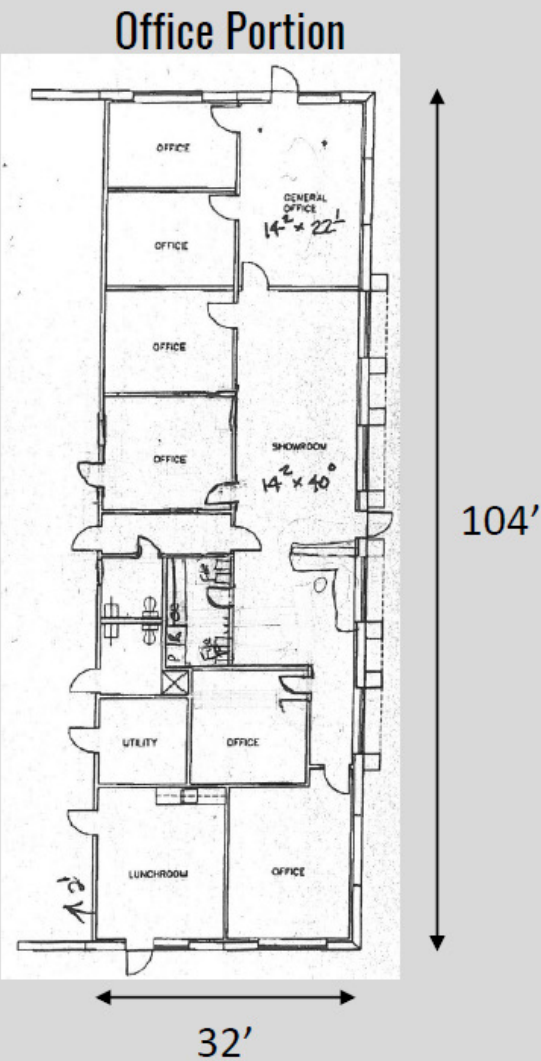 Office Portion
OFFICE
GENERAL
OFFICE
14² x 22¹
OFFICE
OFFICE
SHOWROOM
14² x 40⁰
OFFICE
104’
UTILITY
OFFICE
LUNCHROOM
OFFICE
2'
32’